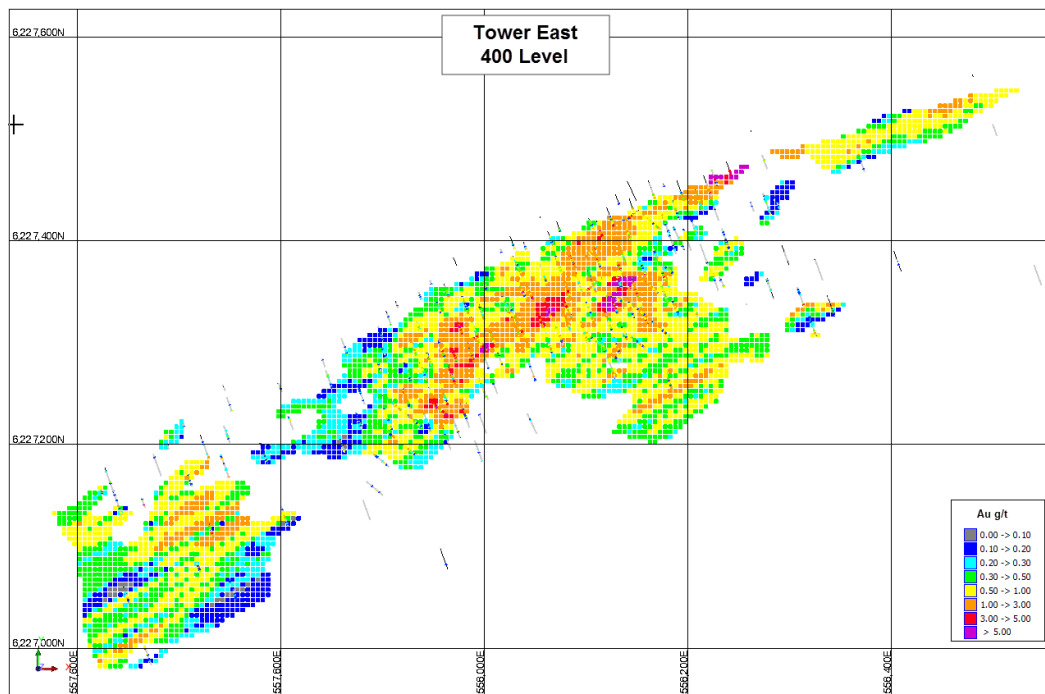 Tower East
400 Level
6,227,600N
6,227,400N
6,227,200N
6,227,000N
557,600E
557,800E
558,000E
558,200E
558,400E
X
Au g/t
0.00 -> 0.10
0.10 -> 0.20
0.20 -> 0.30
0.30 -> 0.50
0.50 -> 1.00
1.00 -> 3.00
3.00 -> 5.00
> 5.00